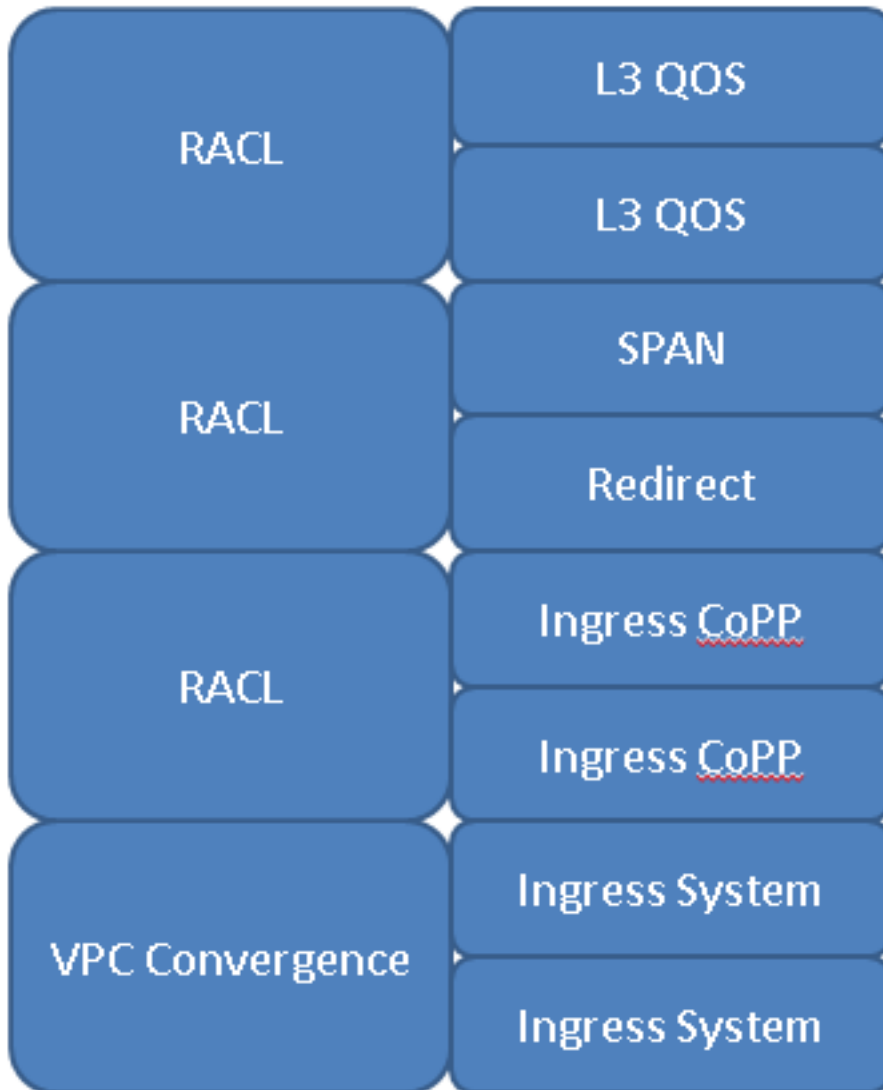 RACL
L3 QOS
L3 QOS
RACL
SPAN
Redirect
RACL
Ingress CoPP
Ingress CoPP
VPC Convergence
Ingress System
Ingress System